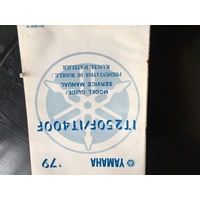 YAMAHA '79
IT250F/IT400F
MODEL GUIDE/
SERVICE MANUAL
PRESENTATION DE MODELE/
MANUEL D'ATELIER